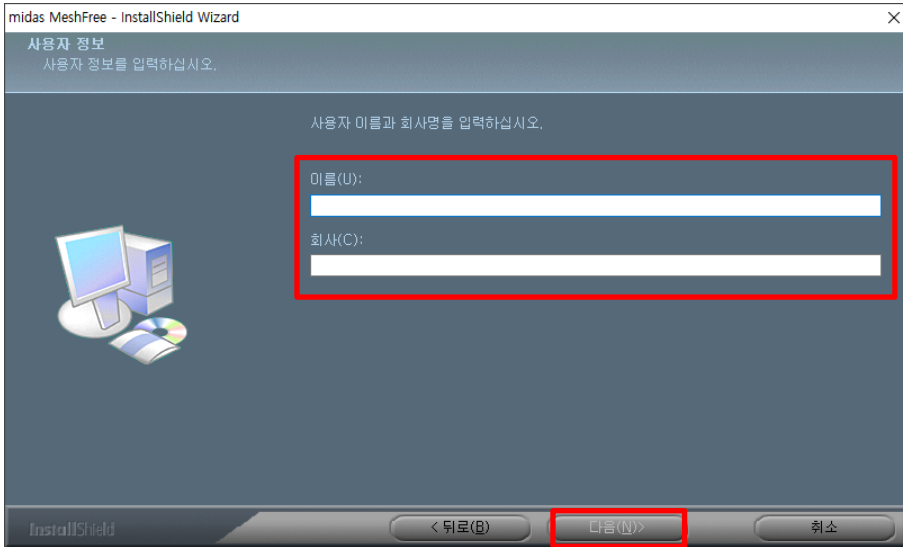 midas MeshFree - InstallShield Wizard
사용자 정보
사용자 정보를 입력하십시오.
사용자 이름과 회사명을 입력하십시오.
이름(U):
회사(C):
InstallShield
< 뒤로(B)
다음(N)>
취소